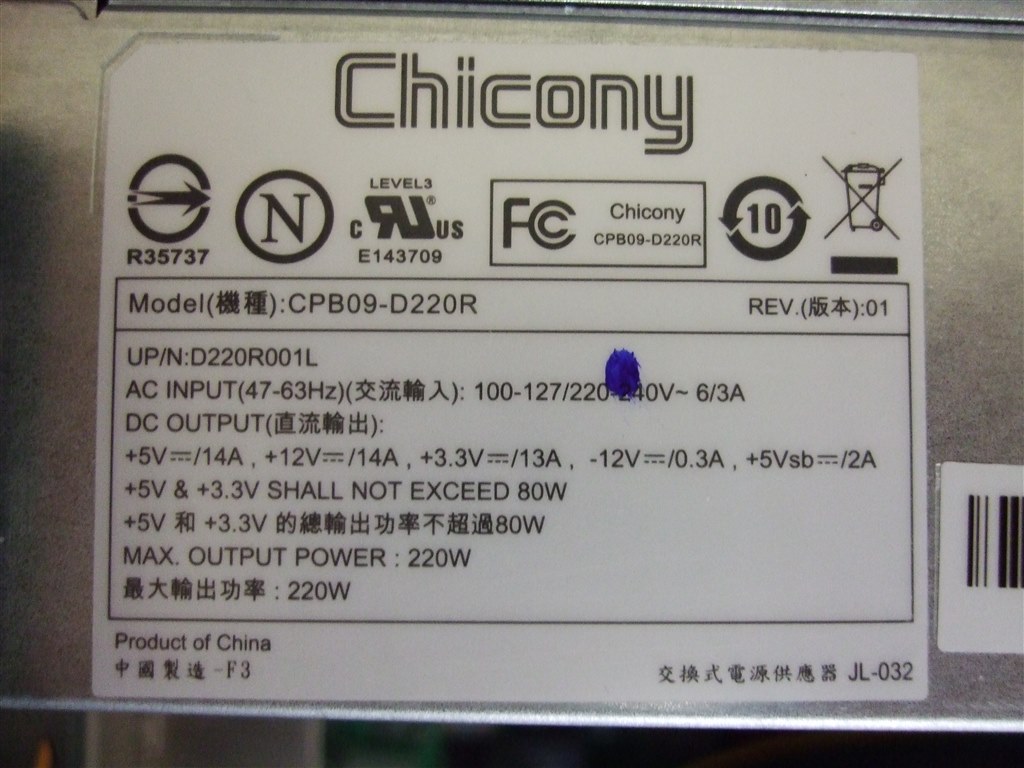 Chicony
R35737
N
LEVEL3
c RU® US
E143709
FC Chicony
CPB09-D220R
10
Model(機種):CPB09-D220R
REV.(版本):01
UP/N:D220R001L
AC INPUT(47-63Hz)(交流輸入): 100-127/220-240V~ 6/3A
DC OUTPUT(直流輸出):
+5V⎓/14A , +12V⎓/14A , +3.3V⎓/13A , -12V⎓/0.3A , +5Vsb⎓/2A
+5V & +3.3V SHALL NOT EXCEED 80W
+5V 和 +3.3V 的總輸出功率不超過80W
MAX. OUTPUT POWER : 220W
最大輸出功率 : 220W
Product of China
中國製造 -F3
交換式電源供應器 JL-032